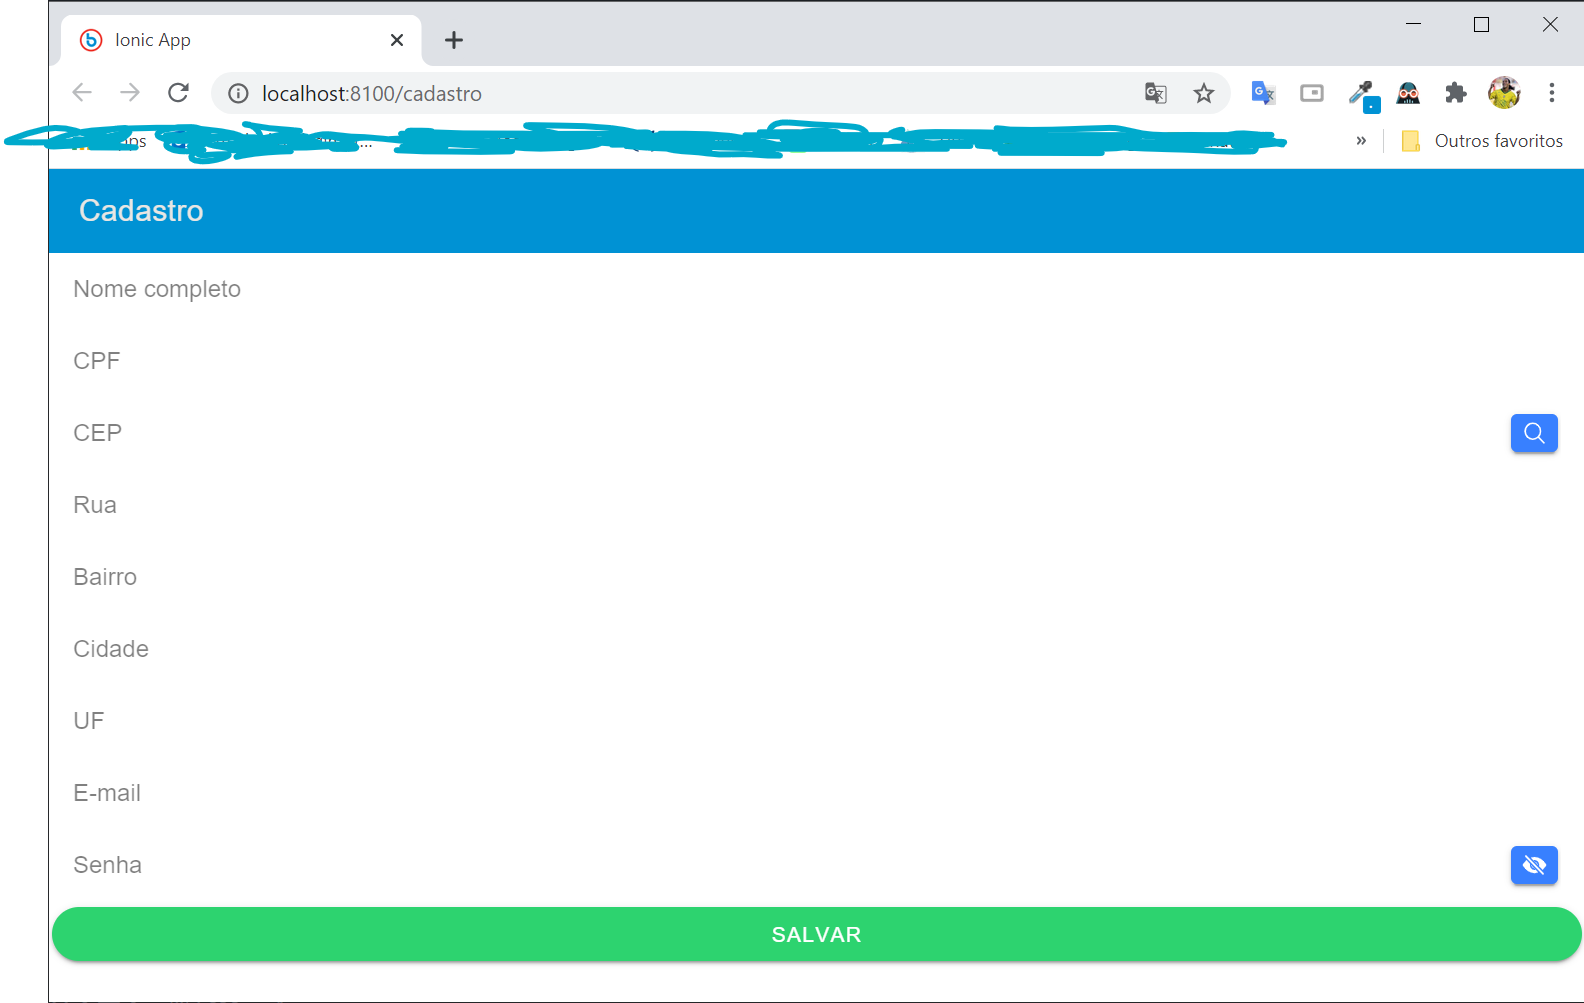 Ionic App
localhost:8100/cadastro
» Outros favoritos
Cadastro
Nome completo
CPF
CEP
Rua
Bairro
Cidade
UF
E-mail
Senha
SALVAR